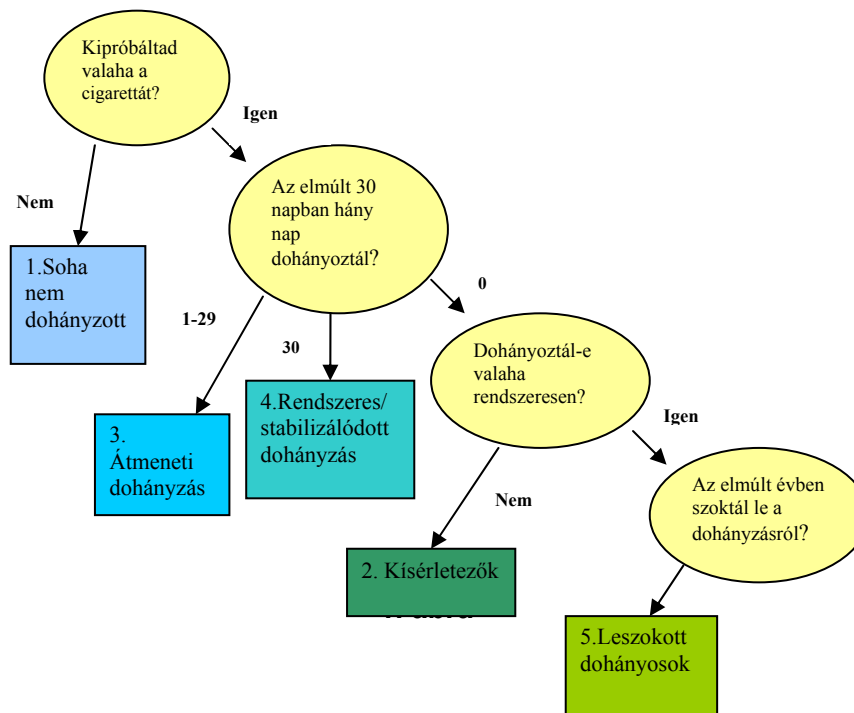 Kipróbáltad
valaha a
cigarettát?
Igen
Nem
Az elmúlt 30
napban hány
nap
dohányoztál?
1.Soha
nem
dohányzott
0
1-29
30
Dohányoztál-e
valaha
rendszeresen?
4.Rendszeres/
stabilizálódott
dohányzás
3.
Átmeneti
dohányzás
Igen
Nem
Az elmúlt évben
szoktál le a
dohányzásról?
2. Kísérletezők
5.Leszokott
dohányosok